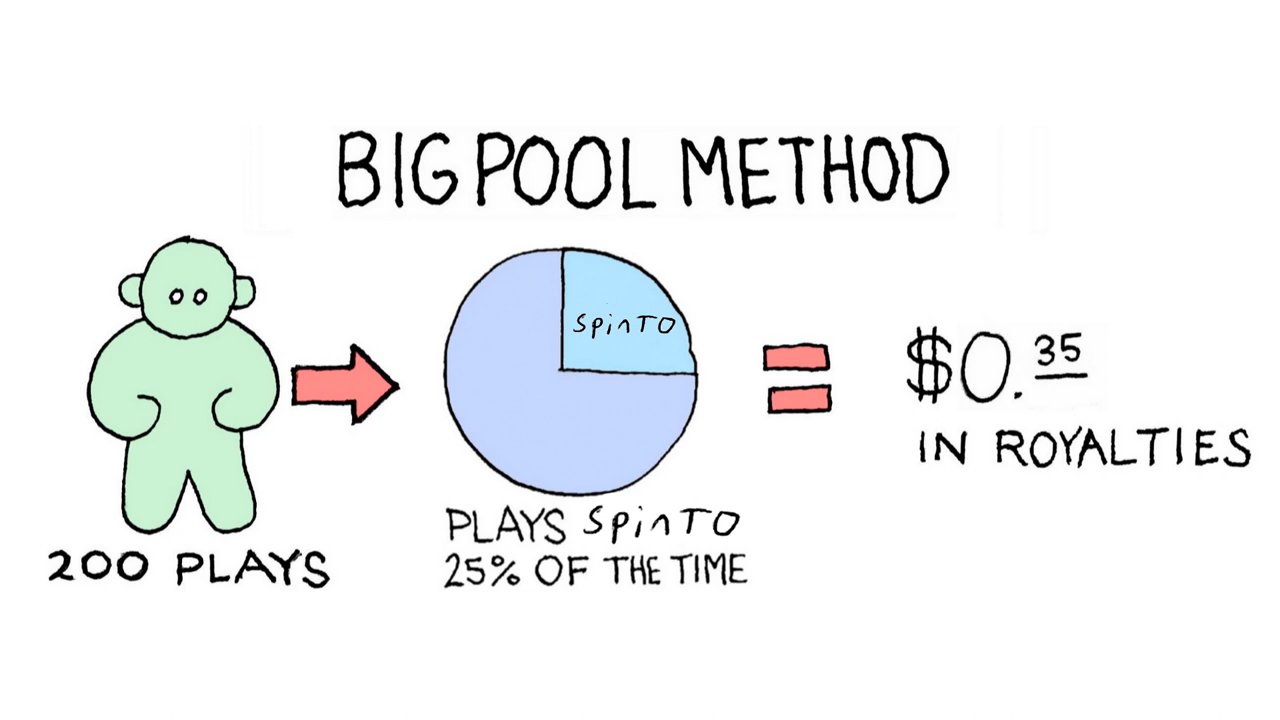 BIG POOL METHOD
SpinTO
$0.35
IN ROYALTIES
PLAYS SpinTO
25% OF THE TIME
200 PLAYS